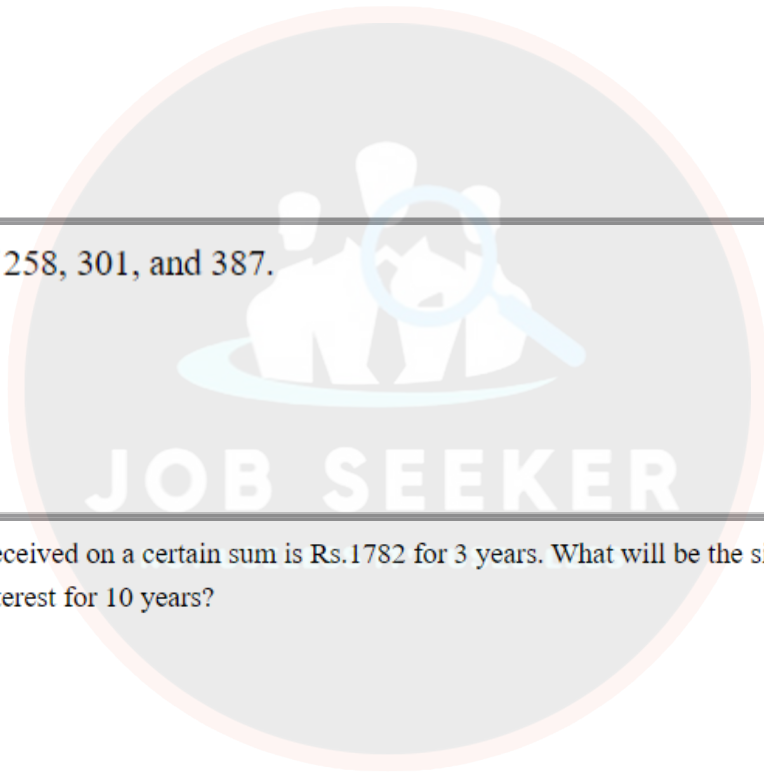 258, 301, and 387.
JOB SEEKER
eceived on a certain sum is Rs.1782 for 3 years. What will be the si
terest for 10 years?